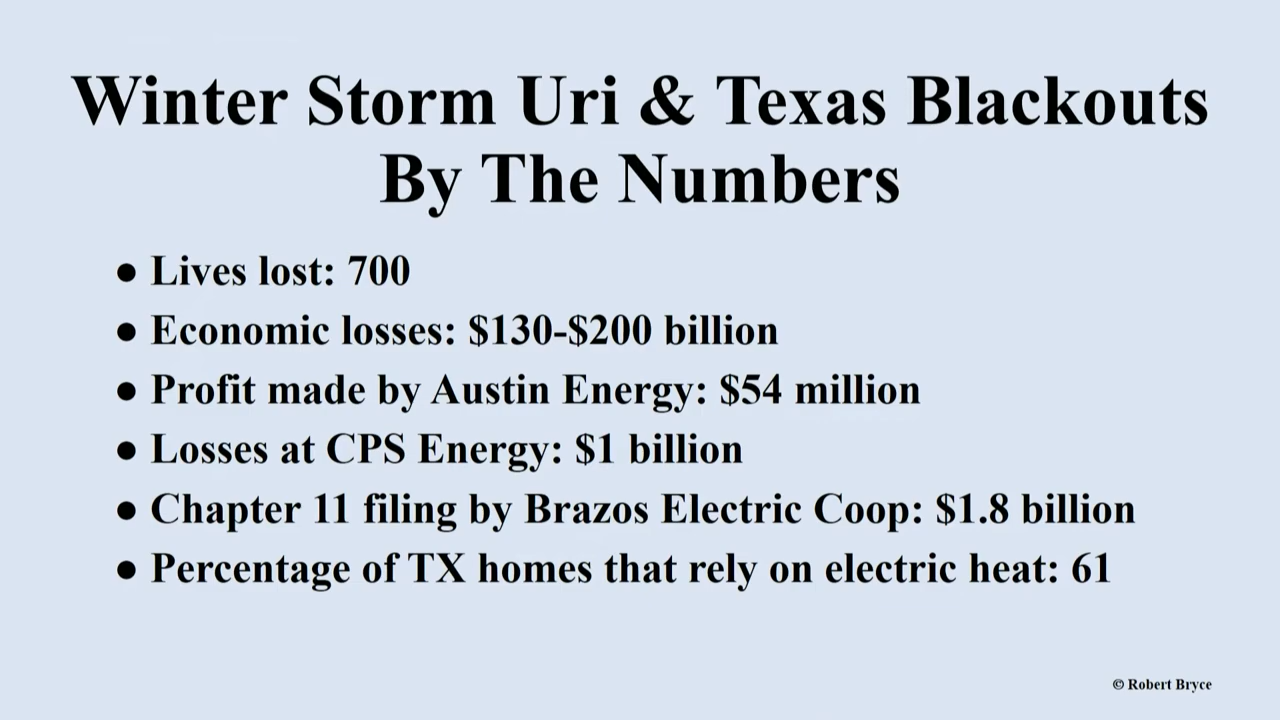 Winter Storm Uri & Texas Blackouts
By The Numbers
● Lives lost: 700
● Economic losses: $130-$200 billion
● Profit made by Austin Energy: $54 million
● Losses at CPS Energy: $1 billion
● Chapter 11 filing by Brazos Electric Coop: $1.8 billion
● Percentage of TX homes that rely on electric heat: 61
© Robert Bryce